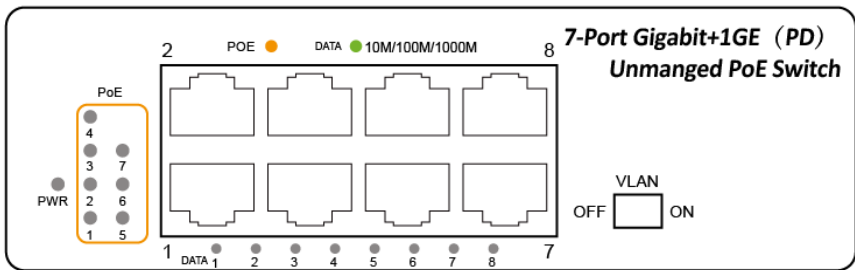 7-Port Gigabit+1GE（PD）
Unmanged PoE Switch
2 POE DATA 10M/100M/1000M 8
PoE
4
3 7
PWR 2 6
1 5
VLAN
OFF ON
1 7
DATA 1 2 3 4 5 6 7 8